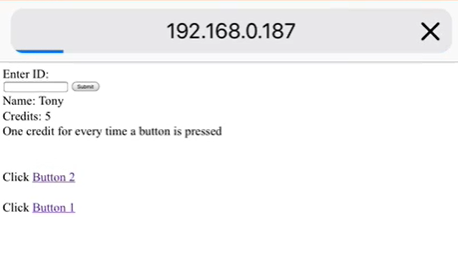 192.168.0.187
Enter ID:
Submit
Name: Tony
Credits: 5
One credit for every time a button is pressed
Click Button 2
Click Button 1